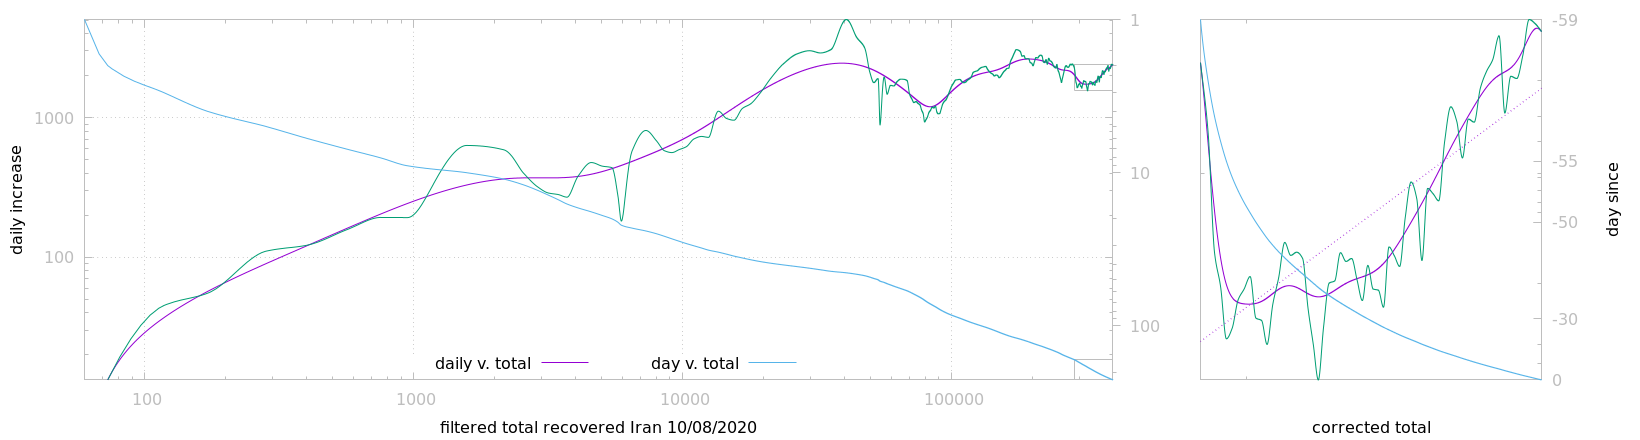 1 -59
1000
daily increase
10 -55
day since
-50
100
-30
100
daily v. total day v. total
0
100 1000 10000 100000
filtered total recovered Iran 10/08/2020 corrected total